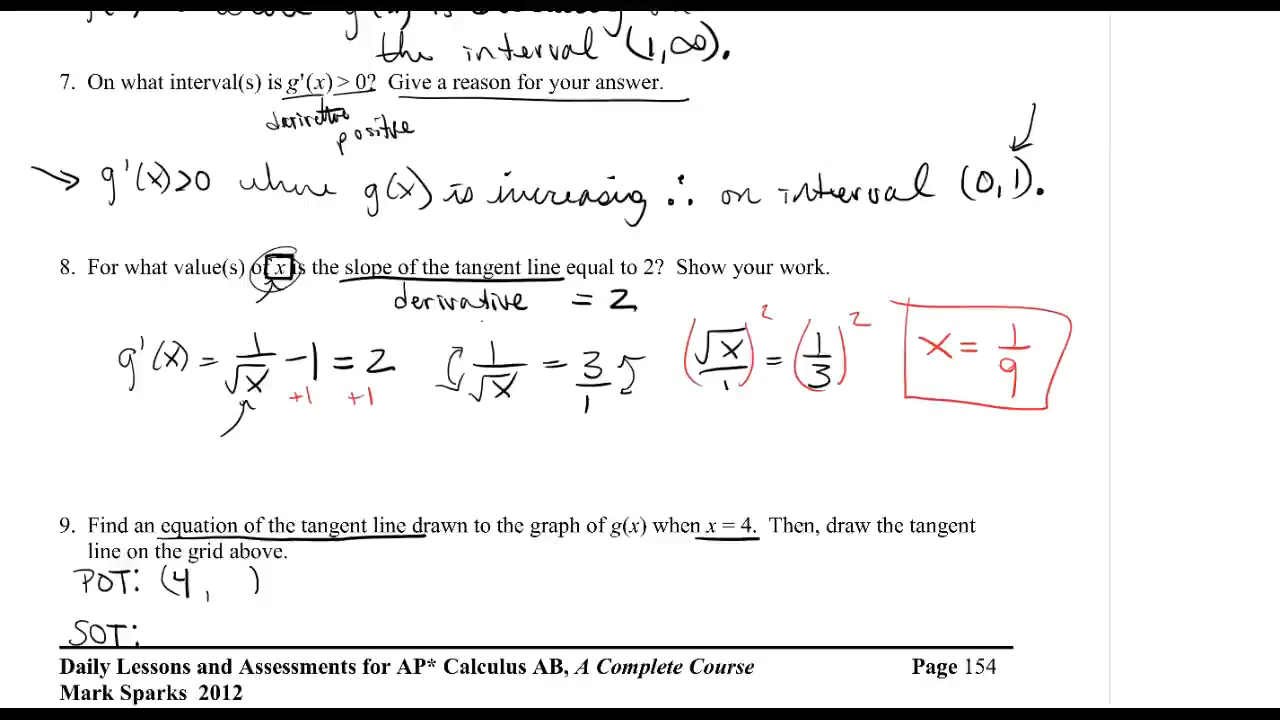 the interval (1,∞).
7. On what interval(s) is g'(x) > 0? Give a reason for your answer.
derivative
positive
g'(x)>0 where g(x) is increasing ∴ on interval (0,1).
8. For what value(s) of x is the slope of the tangent line equal to 2? Show your work.
derivative = 2
g'(x) = 1/√x -1 = 2 1/√x = 3/1 (√x/1)² = (1/3)² x = 1/9
+1 +1
9. Find an equation of the tangent line drawn to the graph of g(x) when x = 4. Then, draw the tangent
line on the grid above.
POT: (4, )
SOT:
Daily Lessons and Assessments for AP* Calculus AB, A Complete Course Page 154
Mark Sparks 2012